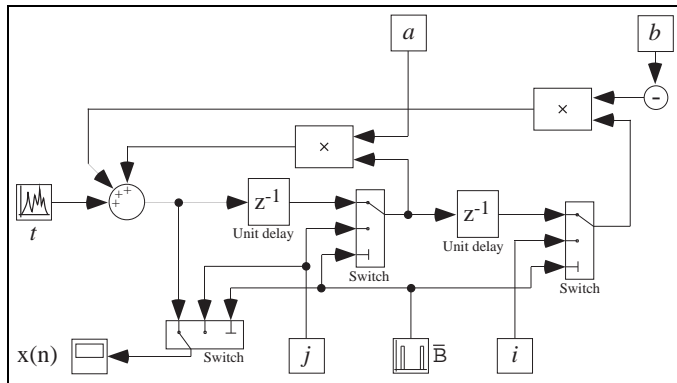 a
b
×
-
×
+
+
+
t
z-1
Unit delay
Switch
z-1
Unit delay
Switch
x(n)
Switch
j
B̅
i